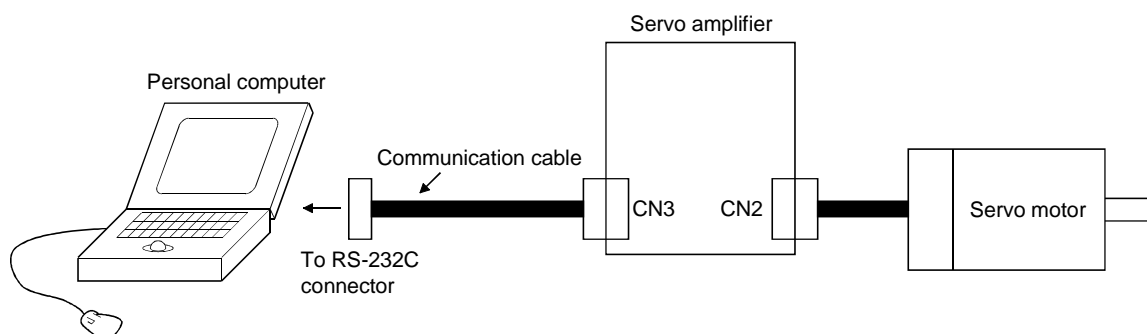 Servo amplifier
Personal computer
Communication cable
CN3
CN2
Servo motor
To RS-232C
connector